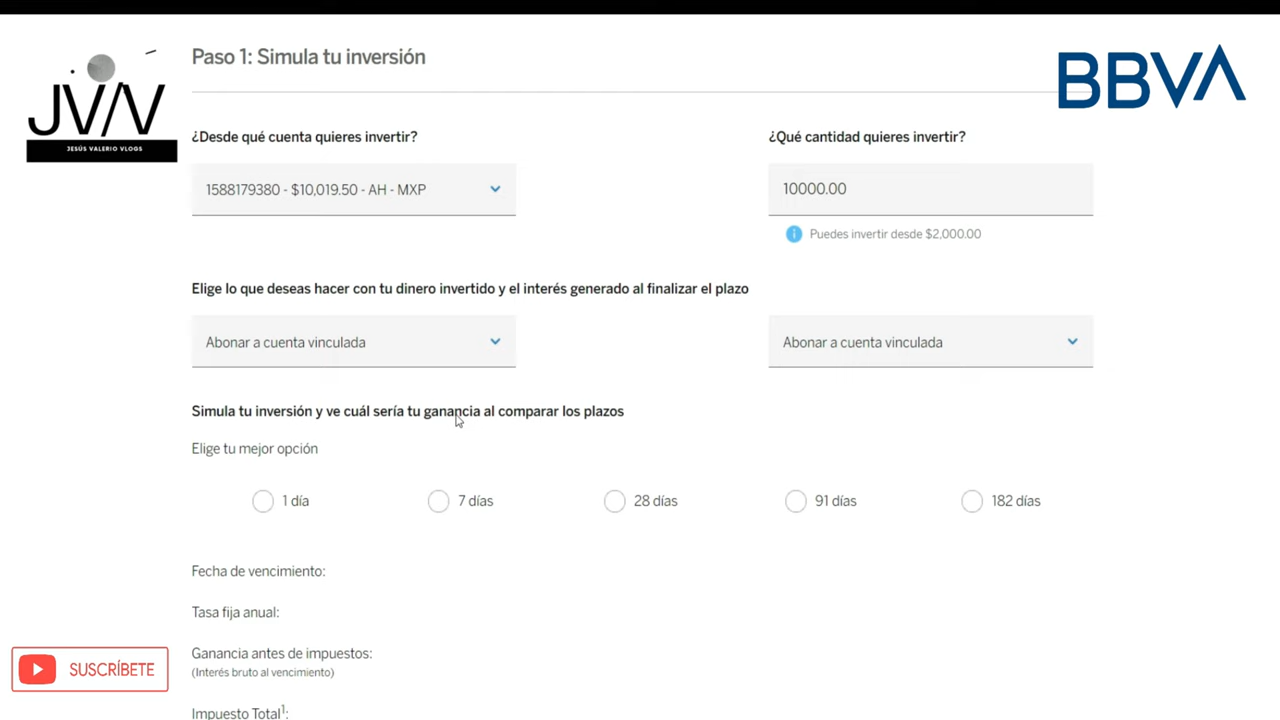 Paso 1: Simula tu inversión
BBVA
JV/V
JESÚS VALERIO VLOGS
¿Desde qué cuenta quieres invertir?
¿Qué cantidad quieres invertir?
1588179380 - $10,019.50 - AH - MXP
10000.00
Puedes invertir desde $2,000.00
Elige lo que deseas hacer con tu dinero invertido y el interés generado al finalizar el plazo
Abonar a cuenta vinculada
Abonar a cuenta vinculada
Simula tu inversión y ve cuál sería tu ganancia al comparar los plazos
Elige tu mejor opción
1 día
7 días
28 días
91 días
182 días
Fecha de vencimiento:
Tasa fija anual:
Ganancia antes de impuestos:
(Interés bruto al vencimiento)
SUSCRÍBETE
Impuesto Total¹: